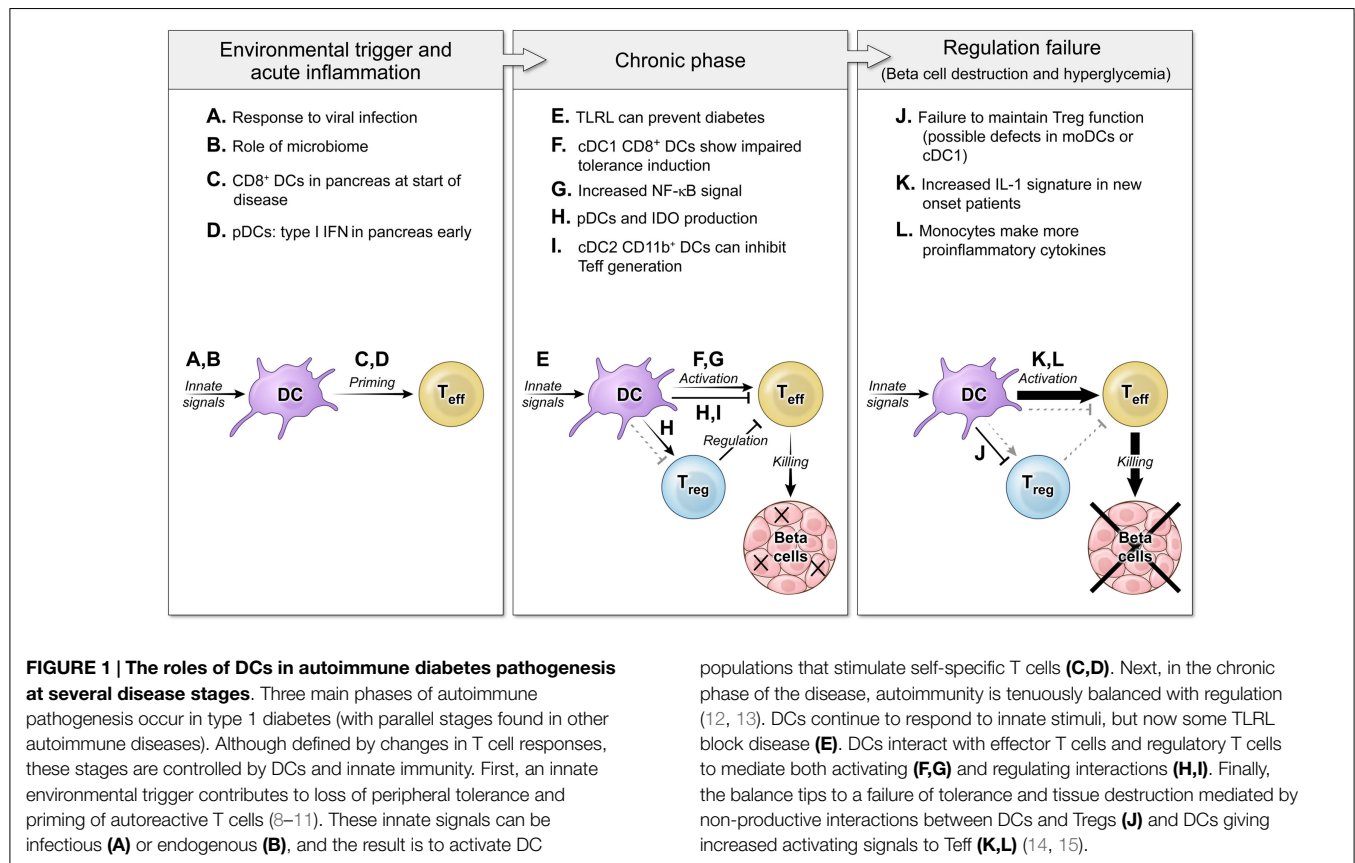 Environmental trigger and
acute inflammation
A. Response to viral infection
B. Role of microbiome
C. CD8⁺ DCs in pancreas at start of
disease
D. pDCs: type I IFN in pancreas early
A,B
Innate
signals
DC
C,D
Priming
Teff
Chronic phase
E. TLRL can prevent diabetes
F. cDC1 CD8⁺ DCs show impaired
tolerance induction
G. Increased NF-κB signal
H. pDCs and IDO production
I. cDC2 CD11b⁺ DCs can inhibit
Teff generation
E
Innate
signals
DC
F,G
Activation
H,I
Teff
H
Regulation
Treg
Killing
Beta
cells
Regulation failure
(Beta cell destruction and hyperglycemia)
J. Failure to maintain Treg function
(possible defects in moDCs or
cDC1)
K. Increased IL-1 signature in new
onset patients
L. Monocytes make more
proinflammatory cytokines
Innate
signals
DC
K,L
Activation
Teff
J
Treg
Killing
Beta
cells
FIGURE 1 | The roles of DCs in autoimmune diabetes pathogenesis
at several disease stages. Three main phases of autoimmune
pathogenesis occur in type 1 diabetes (with parallel stages found in other
autoimmune diseases). Although defined by changes in T cell responses,
these stages are controlled by DCs and innate immunity. First, an innate
environmental trigger contributes to loss of peripheral tolerance and
priming of autoreactive T cells (8–11). These innate signals can be
infectious (A) or endogenous (B), and the result is to activate DC
populations that stimulate self-specific T cells (C,D). Next, in the chronic
phase of the disease, autoimmunity is tenuously balanced with regulation
(12, 13). DCs continue to respond to innate stimuli, but now some TLRL
block disease (E). DCs interact with effector T cells and regulatory T cells
to mediate both activating (F,G) and regulating interactions (H,I). Finally,
the balance tips to a failure of tolerance and tissue destruction mediated by
non-productive interactions between DCs and Tregs (J) and DCs giving
increased activating signals to Teff (K,L) (14, 15).